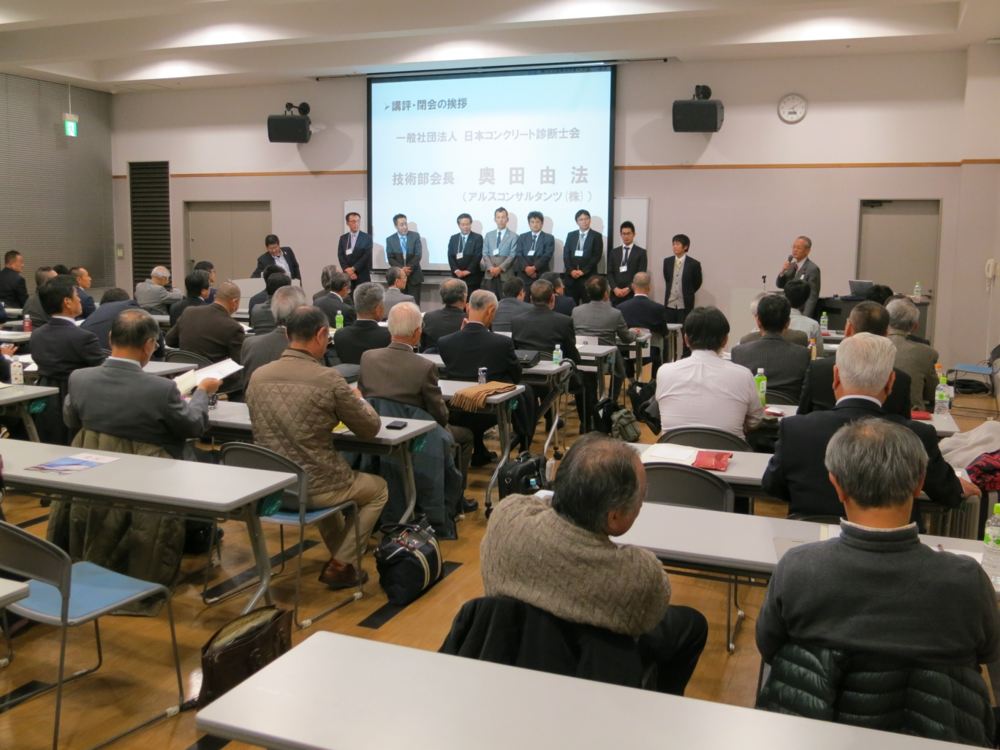 ➢講評・閉会の挨拶
一般社団法人 日本コンクリート診断士会
技術部会長 奥田由法
（アルスコンサルタンツ(株)）